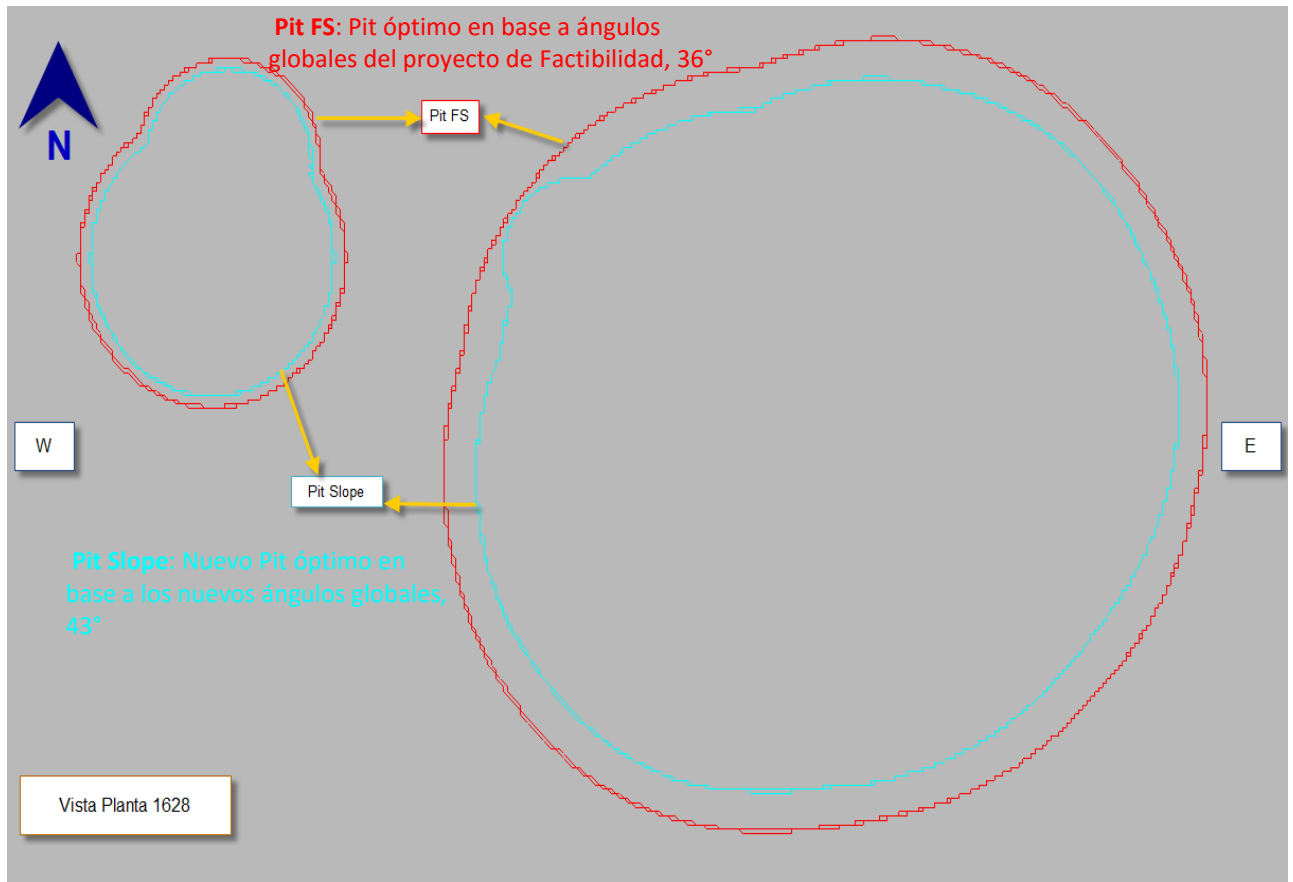 Pit FS: Pit óptimo en base a ángulos
globales del proyecto de Factibilidad, 36°
Pit FS
N
W
E
Pit Slope
Pit Slope: Nuevo Pit óptimo en
base a los nuevos ángulos globales,
43°
Vista Planta 1628